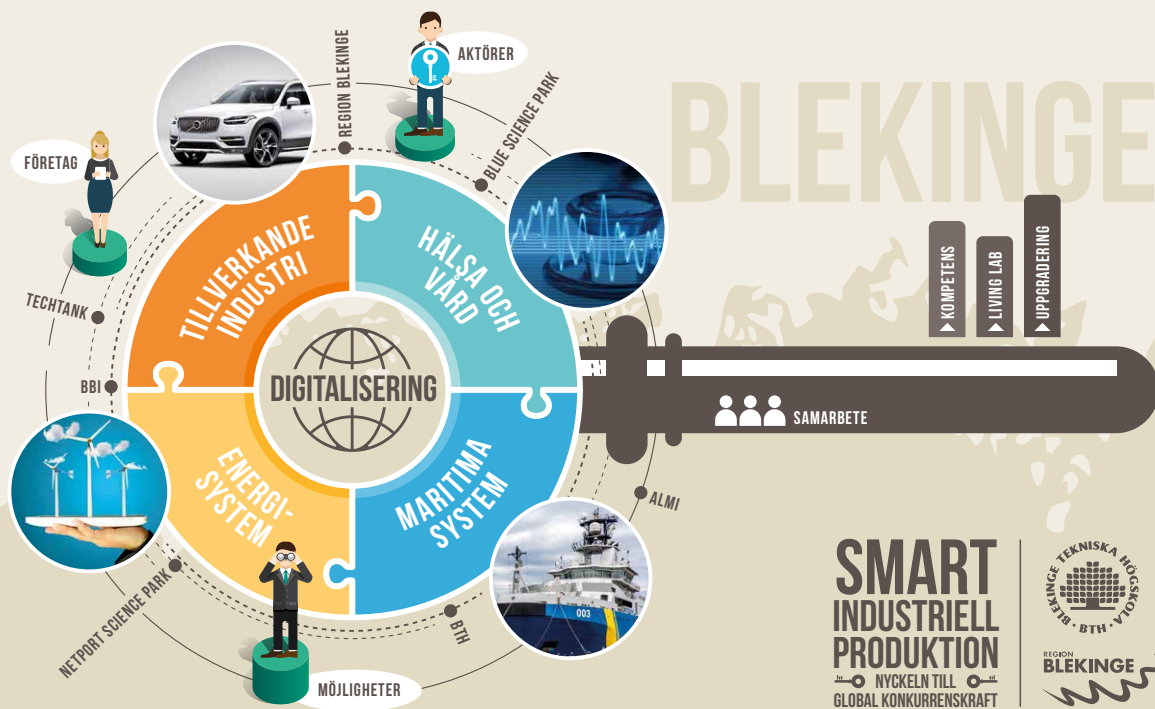 BLEKINGE
REGION BLEKINGE
AKTÖRER
BLUE SCIENCE PARK
FÖRETAG
TECHTANK
BBI
TILLVERKANDE
INDUSTRI
HÄLSA OCH
VÅRD
DIGITALISERING
ENERGI-
SYSTEM
MARITIMA
SYSTEM
KOMPETENS
LIVING LAB
UPPGRADERING
SAMARBETE
ALMI
003
BTH
NETPORT SCIENCE PARK
MÖJLIGHETER
SMART
INDUSTRIELL
PRODUKTION
NYCKELN TILL
GLOBAL KONKURRENSKRAFT
BLEKINGE TEKNISKA HÖGSKOLA
· BTH ·
REGION
BLEKINGE